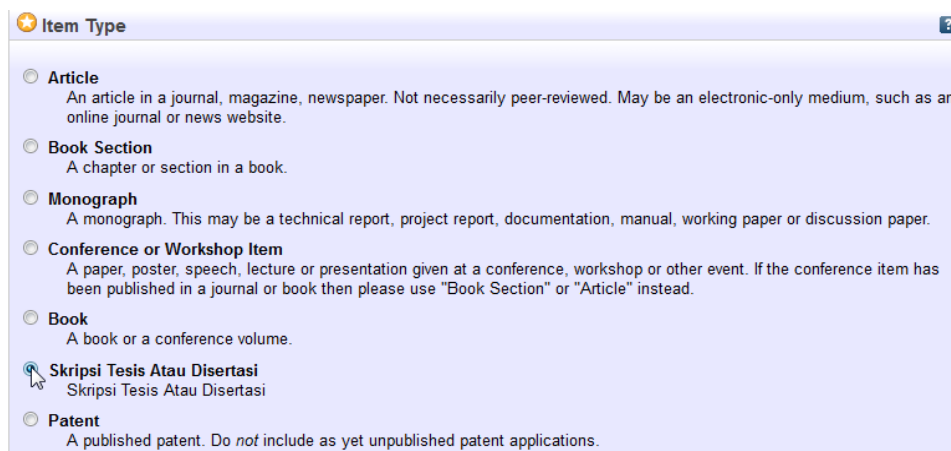 Item Type
Article
An article in a journal, magazine, newspaper. Not necessarily peer-reviewed. May be an electronic-only medium, such as an
online journal or news website.
Book Section
A chapter or section in a book.
Monograph
A monograph. This may be a technical report, project report, documentation, manual, working paper or discussion paper.
Conference or Workshop Item
A paper, poster, speech, lecture or presentation given at a conference, workshop or other event. If the conference item has
been published in a journal or book then please use "Book Section" or "Article" instead.
Book
A book or a conference volume.
Skripsi Tesis Atau Disertasi
Skripsi Tesis Atau Disertasi
Patent
A published patent. Do not include as yet unpublished patent applications.